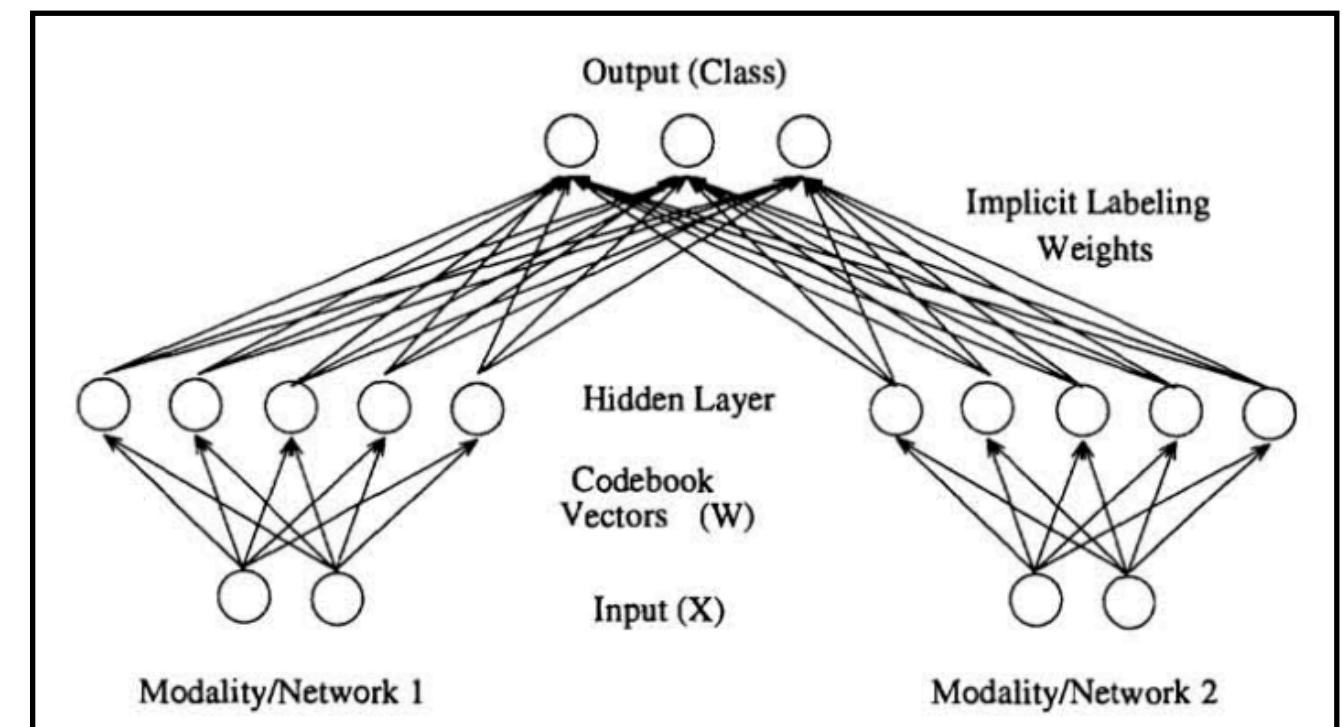 Output (Class)
Implicit Labeling
Weights
Hidden Layer
Codebook
Vectors (W)
Input (X)
Modality/Network 1
Modality/Network 2